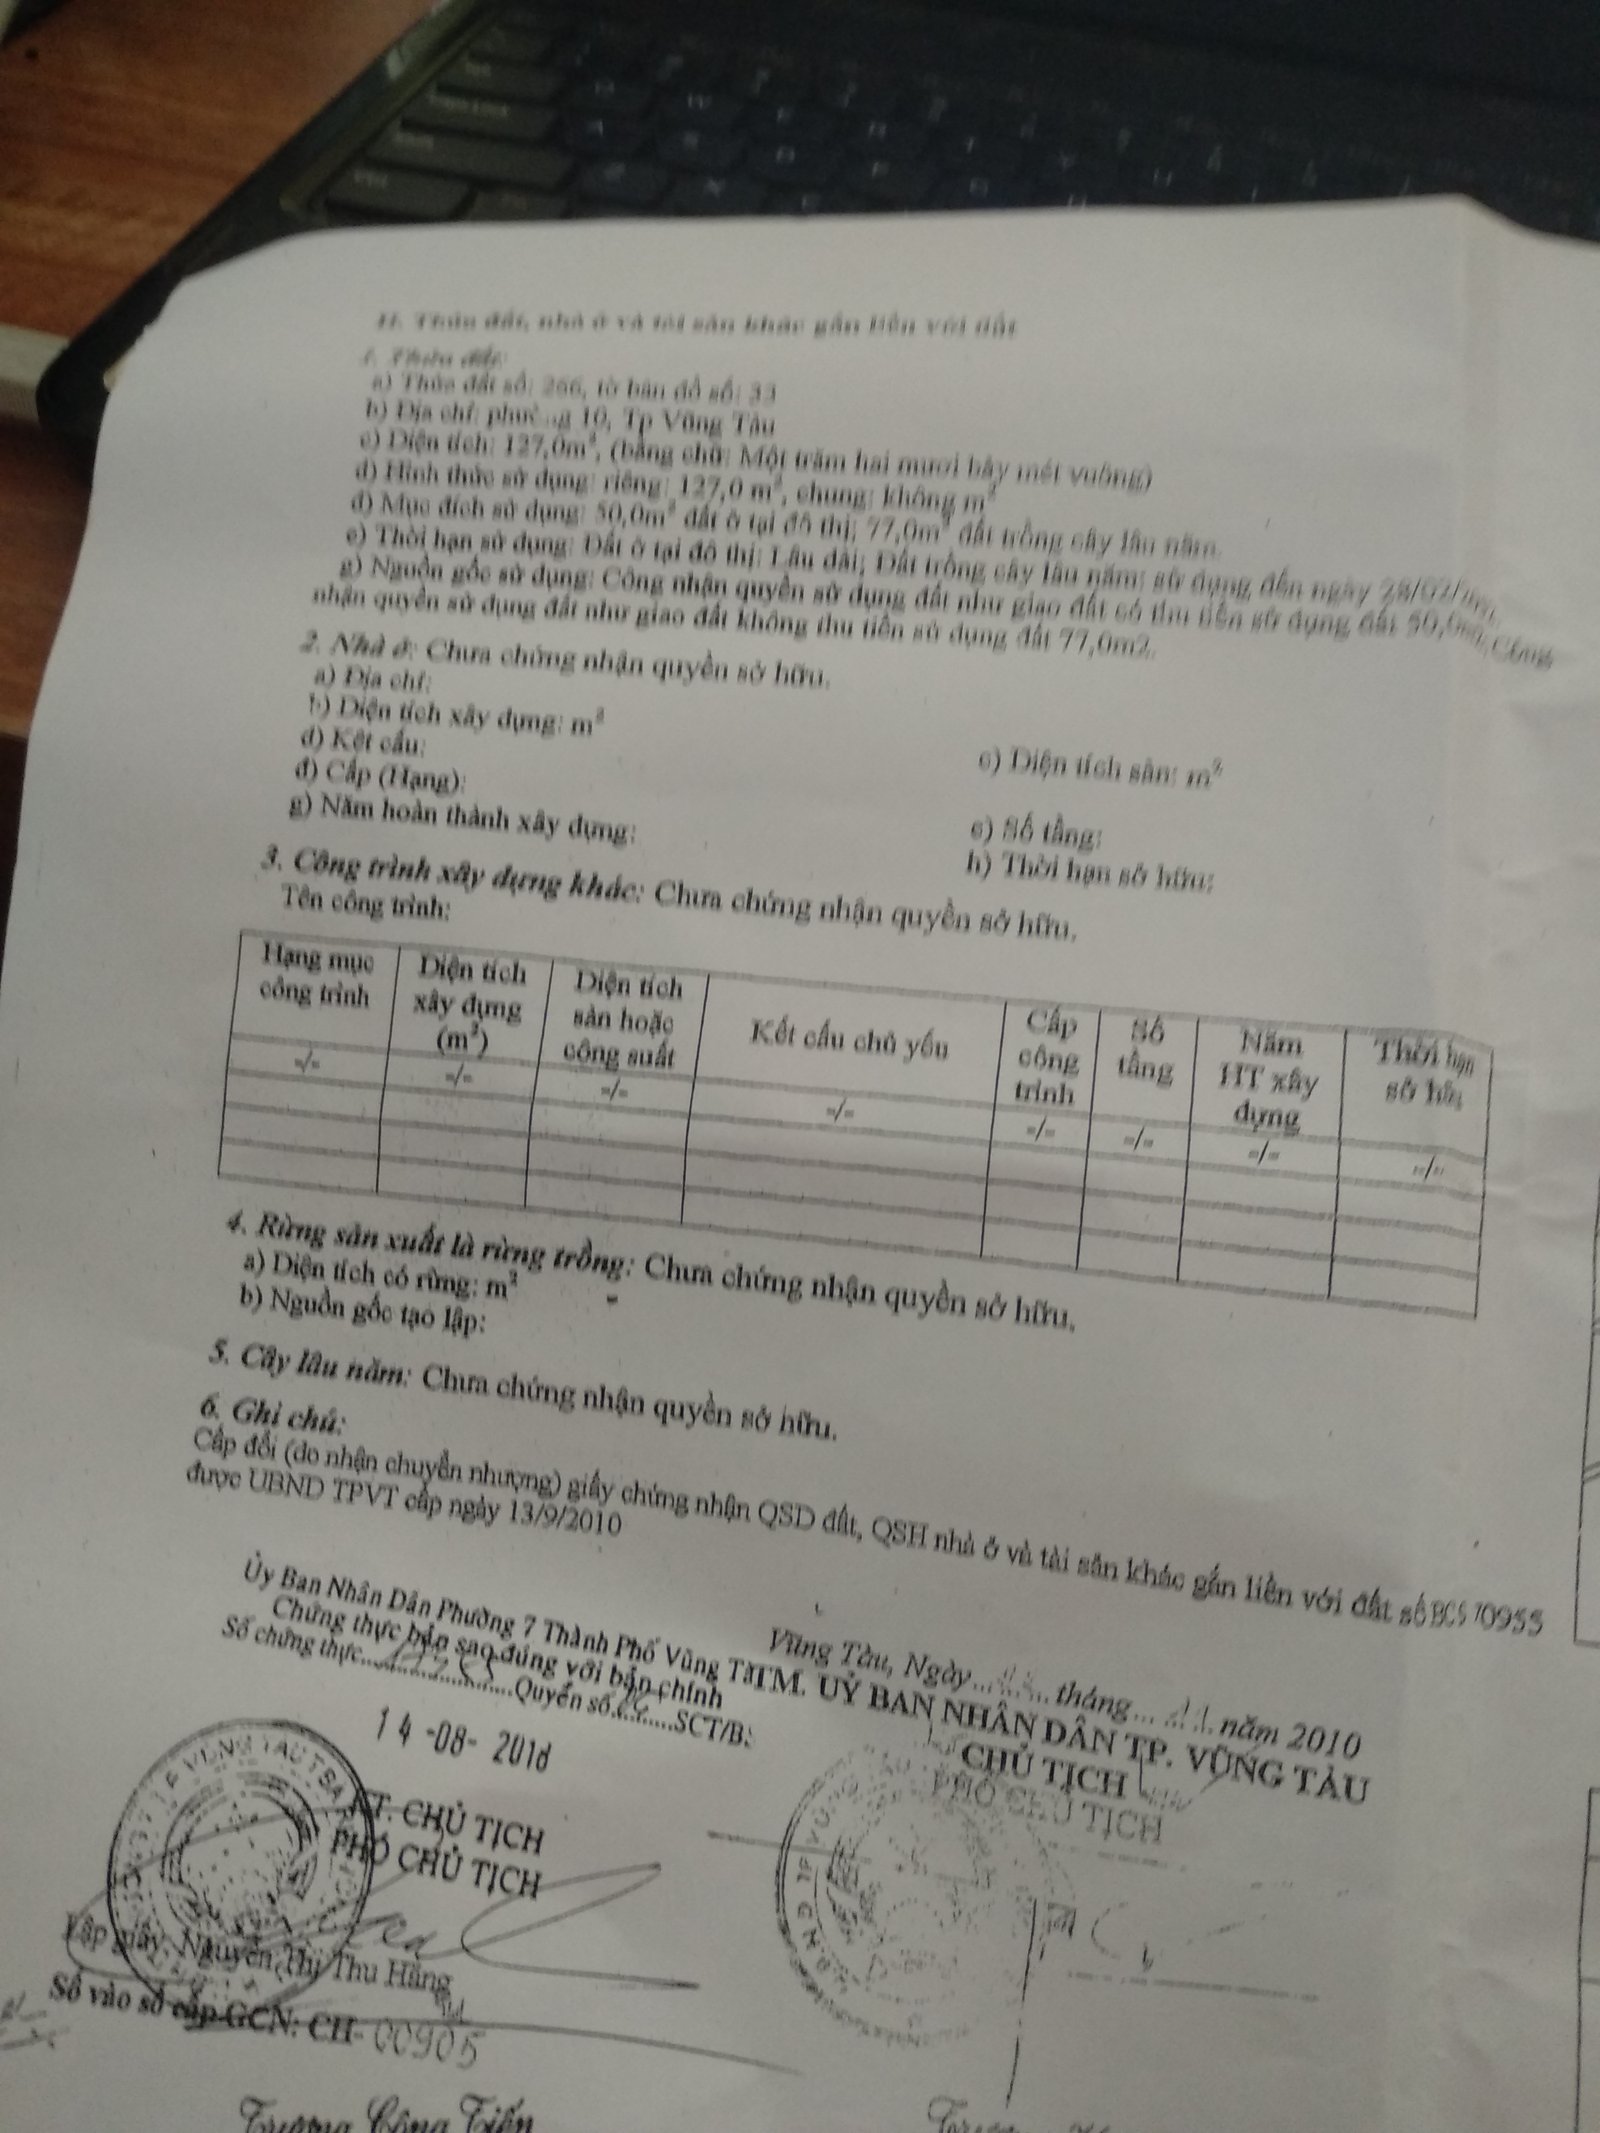 II. Thửa đất, nhà ở và tài sản khác gắn liền với đất
1. Thửa đất:
a) Thửa đất số: 266, tờ bản đồ số: 33
b) Địa chỉ: phường 10, Tp Vũng Tàu
c) Diện tích: 127,0m², (bằng chữ: Một trăm hai mươi bảy mét vuông)
d) Hình thức sử dụng: riêng: 127,0 m², chung: không m²
đ) Mục đích sử dụng: 50,0m² đất ở tại đô thị; 77,0m² đất trồng cây lâu năm.
e) Thời hạn sử dụng: Đất ở tại đô thị: Lâu dài; Đất trồng cây lâu năm: sử dụng đến ngày 28/02/
g) Nguồn gốc sử dụng: Công nhận quyền sử dụng đất như giao đất có thu tiền sử dụng đất 50,0m2, Công
nhận quyền sử dụng đất như giao đất không thu tiền sử dụng đất 77,0m2.
2. Nhà ở: Chưa chứng nhận quyền sở hữu.
a) Địa chỉ:
b) Diện tích xây dựng: m² c) Diện tích sàn: m²
d) Kết cấu:
đ) Cấp (Hạng): e) Số tầng:
g) Năm hoàn thành xây dựng: h) Thời hạn sở hữu:
3. Công trình xây dựng khác: Chưa chứng nhận quyền sở hữu.
Tên công trình:
Hạng mục công trình Diện tích xây dựng (m²) Diện tích sàn hoặc công suất Kết cấu chủ yếu Cấp công trình Số tầng Năm HT xây dựng Thời hạn sở hữu
-/- -/- -/- -/- -/- -/- -/- -/-
4. Rừng sản xuất là rừng trồng: Chưa chứng nhận quyền sở hữu.
a) Diện tích có rừng: m²
b) Nguồn gốc tạo lập:
5. Cây lâu năm: Chưa chứng nhận quyền sở hữu.
6. Ghi chú:
Cấp đổi (do nhận chuyển nhượng) giấy chứng nhận QSD đất, QSH nhà ở và tài sản khác gắn liền với đất số
được UBND TPVT cấp ngày 13/9/2010
Ủy Ban Nhân Dân Phường 7 Thành Phố Vũng Tàu
Chứng thực bản sao đúng với bản chính
Số chứng thực Quyển số SCT/BS
14-08-2018
KT. CHỦ TỊCH
PHÓ CHỦ TỊCH
Vũng Tàu, Ngày tháng 11 năm 2010
TM. UỶ BAN NHÂN DÂN TP. VŨNG TÀU
CHỦ TỊCH
PHÓ CHỦ TỊCH
Lập giấy: Nguyễn Thị Thu Hằng
Số vào sổ cấp GCN: CH-00905
Trương Công Tiến